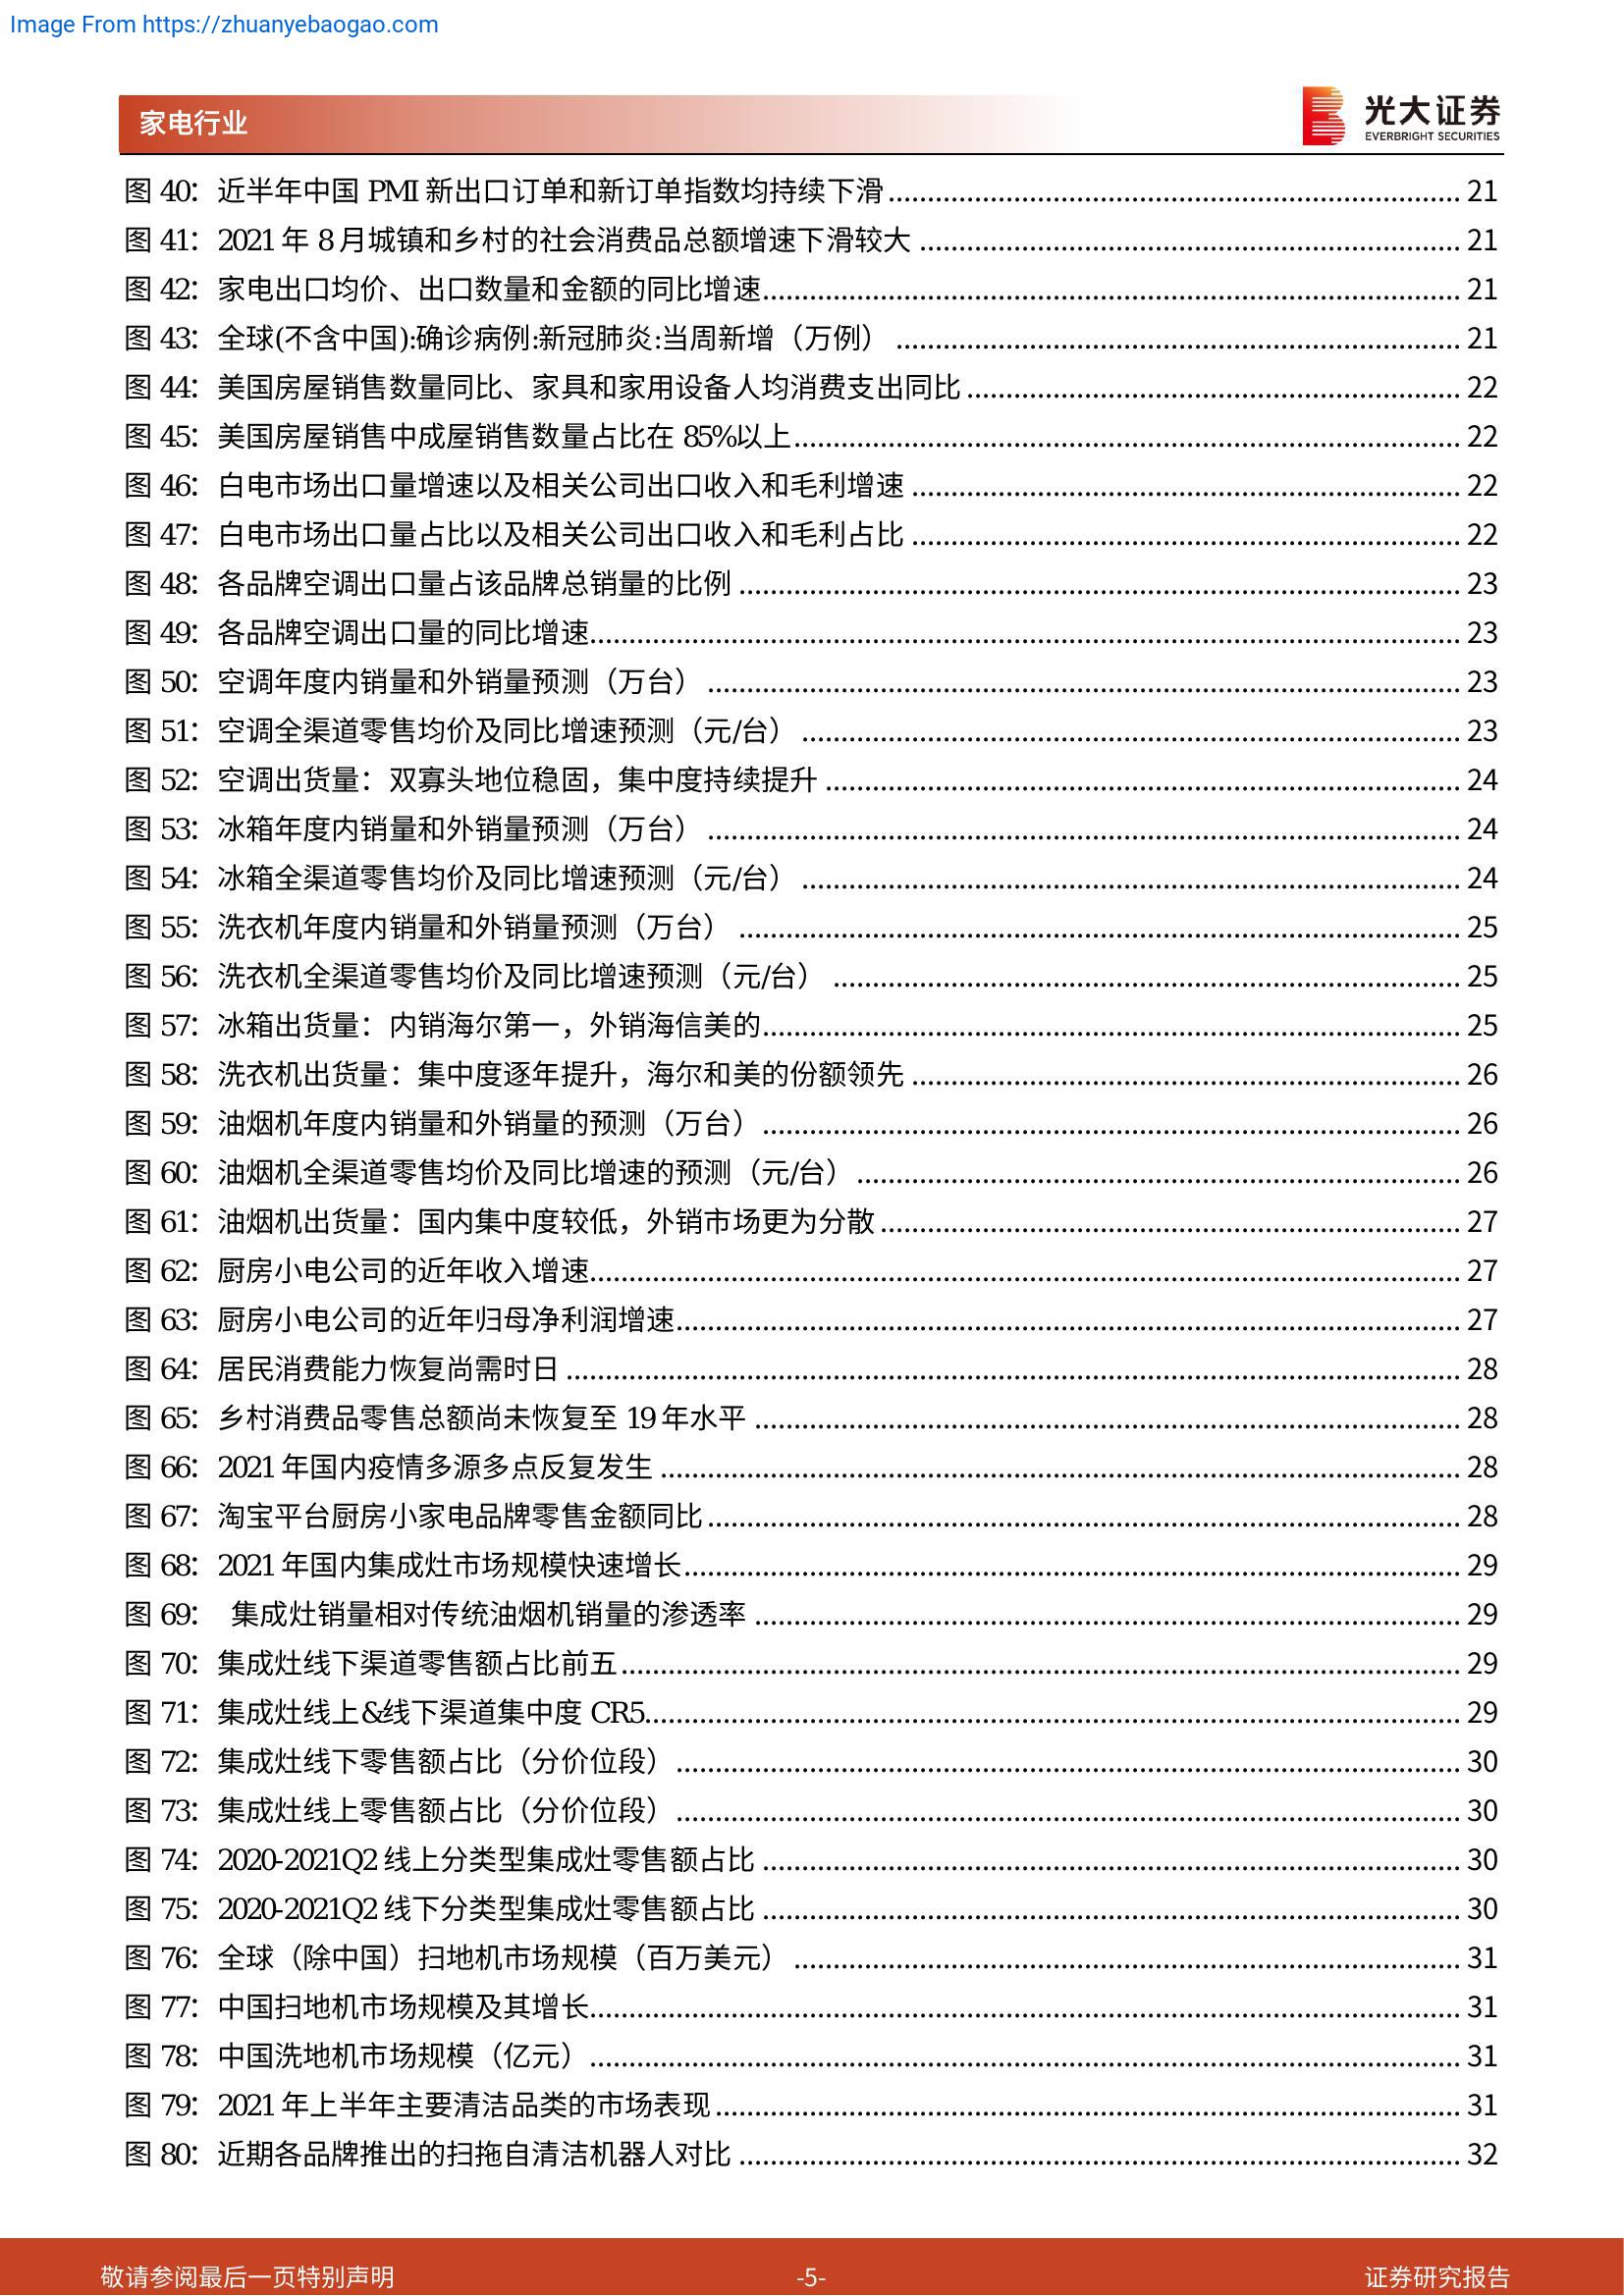 Image From https://zhuanyebaogao.com
家电行业
光大证券
EVERBRIGHT SECURITIES
图 40：近半年中国 PMI 新出口订单和新订单指数均持续下滑 21
图 41：2021 年 8 月城镇和乡村的社会消费品总额增速下滑较大 21
图 42：家电出口均价、出口数量和金额的同比增速 21
图 43：全球(不含中国):确诊病例:新冠肺炎:当周新增（万例） 21
图 44：美国房屋销售数量同比、家具和家用设备人均消费支出同比 22
图 45：美国房屋销售中成屋销售数量占比在 85%以上 22
图 46：白电市场出口量增速以及相关公司出口收入和毛利增速 22
图 47：白电市场出口量占比以及相关公司出口收入和毛利占比 22
图 48：各品牌空调出口量占该品牌总销量的比例 23
图 49：各品牌空调出口量的同比增速 23
图 50：空调年度内销量和外销量预测（万台） 23
图 51：空调全渠道零售均价及同比增速预测（元/台） 23
图 52：空调出货量：双寡头地位稳固，集中度持续提升 24
图 53：冰箱年度内销量和外销量预测（万台） 24
图 54：冰箱全渠道零售均价及同比增速预测（元/台） 24
图 55：洗衣机年度内销量和外销量预测（万台） 25
图 56：洗衣机全渠道零售均价及同比增速预测（元/台） 25
图 57：冰箱出货量：内销海尔第一，外销海信美的 25
图 58：洗衣机出货量：集中度逐年提升，海尔和美的份额领先 26
图 59：油烟机年度内销量和外销量的预测（万台） 26
图 60：油烟机全渠道零售均价及同比增速的预测（元/台） 26
图 61：油烟机出货量：国内集中度较低，外销市场更为分散 27
图 62：厨房小电公司的近年收入增速 27
图 63：厨房小电公司的近年归母净利润增速 27
图 64：居民消费能力恢复尚需时日 28
图 65：乡村消费品零售总额尚未恢复至 19 年水平 28
图 66：2021 年国内疫情多源多点反复发生 28
图 67：淘宝平台厨房小家电品牌零售金额同比 28
图 68：2021 年国内集成灶市场规模快速增长 29
图 69： 集成灶销量相对传统油烟机销量的渗透率 29
图 70：集成灶线下渠道零售额占比前五 29
图 71：集成灶线上&线下渠道集中度 CR5 29
图 72：集成灶线下零售额占比（分价位段） 30
图 73：集成灶线上零售额占比（分价位段） 30
图 74：2020-2021Q2 线上分类型集成灶零售额占比 30
图 75：2020-2021Q2 线下分类型集成灶零售额占比 30
图 76：全球（除中国）扫地机市场规模（百万美元） 31
图 77：中国扫地机市场规模及其增长 31
图 78：中国洗地机市场规模（亿元） 31
图 79：2021 年上半年主要清洁品类的市场表现 31
图 80：近期各品牌推出的扫拖自清洁机器人对比 32
敬请参阅最后一页特别声明 -5- 证券研究报告